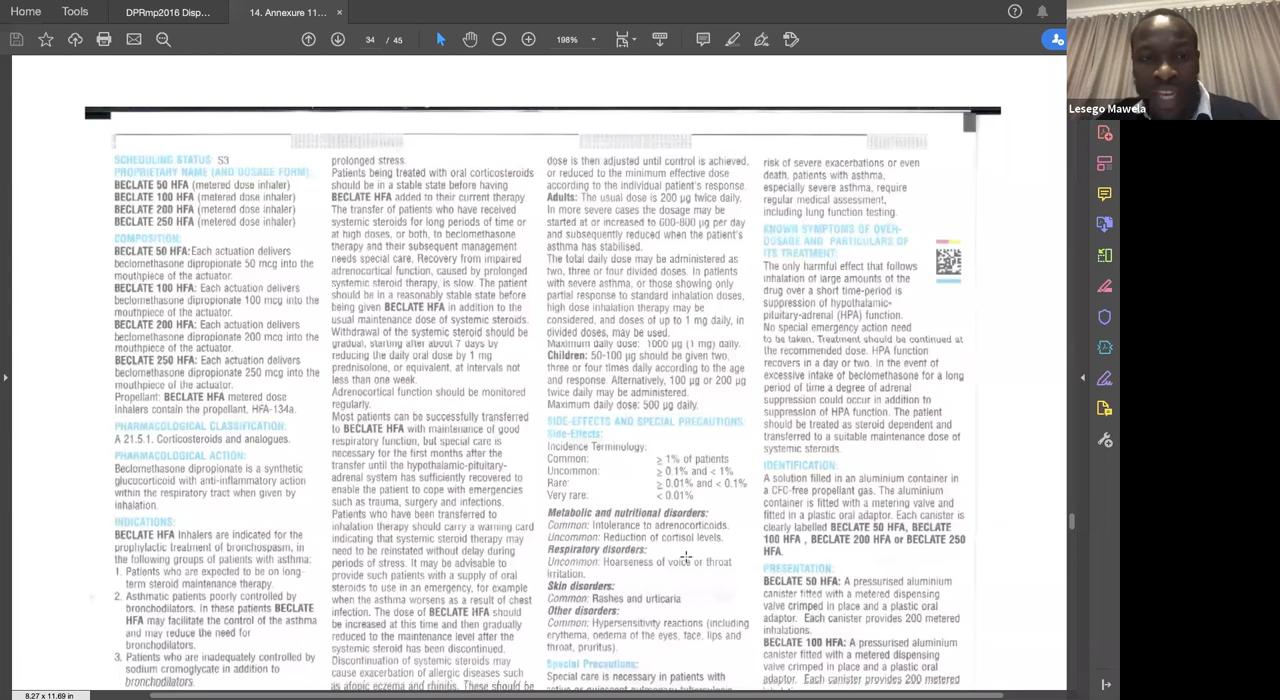 Home
Tools
DPRmp2016 Disp...
14. Annexure 11...
34 / 45
198%
Lesego Mawela
SCHEDULING STATUS S3
PROPRIETARY NAME (AND DOSAGE FORM):
BECLATE 50 HFA (metered dose inhaler)
BECLATE 100 HFA (metered dose inhaler)
BECLATE 200 HFA (metered dose inhaler)
BECLATE 250 HFA (metered dose inhaler)
COMPOSITION:
BECLATE 50 HFA:Each actuation delivers
beclomethasone dipropionate 50 mcg into the
mouthpiece of the actuator.
BECLATE 100 HFA: Each actuation delivers
beclomethasone dipropionate 100 mcg into the
mouthpiece of the actuator.
BECLATE 200 HFA: Each actuation delivers
beclomethasone dipropionate 200 mcg into the
mouthpiece of the actuator.
BECLATE 250 HFA: Each actuation delivers
beclomethasone dipropionate 250 mcg into the
mouthpiece of the actuator.
Propellant: BECLATE HFA metered dose
inhalers contain the propellant, HFA-134a.
PHARMACOLOGICAL CLASSIFICATION:
A 21.5.1. Corticosteroids and analogues.
PHARMACOLOGICAL ACTION:
Beclomethasone dipropionate is a synthetic
glucocorticoid with anti-inflammatory action
within the respiratory tract when given by
inhalation.
INDICATIONS:
BECLATE HFA Inhalers are indicated for the
prophylactic treatment of bronchospasm, in
the following groups of patients with asthma:
1. Patients who are expected to be on long-
term steroid maintenance therapy.
2. Asthmatic patients poorly controlled by
bronchodilators. In these patients BECLATE
HFA may facilitate the control of the asthma
and may reduce the need for
bronchodilators.
3. Patients who are inadequately controlled by
sodium cromoglycate in addition to
bronchodilators.
prolonged stress.
Patients being treated with oral corticosteroids
should be in a stable state before having
BECLATE HFA added to their current therapy
The transfer of patients who have received
systemic steroids for long periods of time or
at high doses, or both, to beclomethasone
therapy and their subsequent management
needs special care. Recovery from impaired
adrenocortical function, caused by prolonged
systemic steroid therapy, is slow. The patient
should be in a reasonably stable state before
being given BECLATE HFA in addition to the
usual maintenance dose of systemic steroids.
Withdrawal of the systemic steroid should be
gradual, starting after about 7 days by
reducing the daily oral dose by 1 mg
prednisolone, or equivalent, at intervals not
less than one week.
Adrenocortical function should be monitored
regularly.
Most patients can be successfully transferred
to BECLATE HFA with maintenance of good
respiratory function, but special care is
necessary for the first months after the
transfer until the hypothalamic-pituitary-
adrenal system has sufficiently recovered to
enable the patient to cope with emergencies
such as trauma, surgery and infections.
Patients who have been transferred to
inhalation therapy should carry a warning card
indicating that systemic steroid therapy may
need to be reinstated without delay during
periods of stress. It may be advisable to
provide such patients with a supply of oral
steroids to use in an emergency, for example
when the asthma worsens as a result of chest
infection. The dose of BECLATE HFA should
be increased at this time and then gradually
reduced to the maintenance level after the
systemic steroid has been discontinued.
Discontinuation of systemic steroids may
cause exacerbation of allergic diseases such
as atopic eczema and rhinitis. These should be
dose is then adjusted until control is achieved,
or reduced to the minimum effective dose
according to the individual patient's response.
Adults: The usual dose is 200 µg twice daily.
In more severe cases the dosage may be
started at or increased to 600-800 µg per day
and subsequently reduced when the patient's
asthma has stabilised.
The total daily dose may be administered as
two, three or four divided doses. In patients
with severe asthma, or those showing only
partial response to standard inhalation doses,
high dose inhalation therapy may be
considered, and doses of up to 1 mg daily, in
divided doses, may be used.
Maximum daily dose: 1000 µg (1 mg) daily.
Children: 50-100 µg should be given two,
three or four times daily according to the age
and response. Alternatively, 100 µg or 200 µg
twice daily may be administered.
Maximum daily dose: 500 µg daily.
SIDE-EFFECTS AND SPECIAL PRECAUTIONS:
Side-Effects:
Incidence Terminology:
Common: ≥ 1% of patients
Uncommon: ≥ 0.1% and < 1%
Rare: ≥ 0.01% and < 0.1%
Very rare: < 0.01%
Metabolic and nutritional disorders:
Common: Intolerance to adrenocorticoids.
Uncommon: Reduction of cortisol levels.
Respiratory disorders:
Uncommon: Hoarseness of voice or throat
irritation.
Skin disorders:
Common: Rashes and urticaria
Other disorders:
Common: Hypersensitivity reactions (including
erythema, oedema of the eyes, face, lips and
throat, pruritus).
Special Precautions:
Special care is necessary in patients with
active or quiescent pulmonary tuberculosis
risk of severe exacerbations or even
death, patients with asthma,
especially severe asthma, require
regular medical assessment,
including lung function testing.
KNOWN SYMPTOMS OF OVER-
DOSAGE AND PARTICULARS OF
ITS TREATMENT:
The only harmful effect that follows
inhalation of large amounts of the
drug over a short time-period is
suppression of hypothalamic-
pituitary-adrenal (HPA) function.
No special emergency action need
to be taken. Treatment should be continued at
the recommended dose. HPA function
recovers in a day or two. In the event of
excessive intake of beclomethasone for a long
period of time a degree of adrenal
suppression could occur in addition to
suppression of HPA function. The patient
should be treated as steroid dependent and
transferred to a suitable maintenance dose of
systemic steroids.
IDENTIFICATION:
A solution filled in an aluminium container in
a CFC-free propellant gas. The aluminium
container is fitted with a metering valve and
fitted in a plastic oral adaptor. Each canister is
clearly labelled BECLATE 50 HFA, BECLATE
100 HFA , BECLATE 200 HFA or BECLATE 250
HFA.
PRESENTATION:
BECLATE 50 HFA: A pressurised aluminium
canister fitted with a metered dispensing
valve crimped in place and a plastic oral
adaptor. Each canister provides 200 metered
inhalations.
BECLATE 100 HFA: A pressurised aluminium
canister fitted with a metered dispensing
valve crimped in place and a plastic oral
adaptor. Each canister provides 200 metered
8.27 x 11.69 in